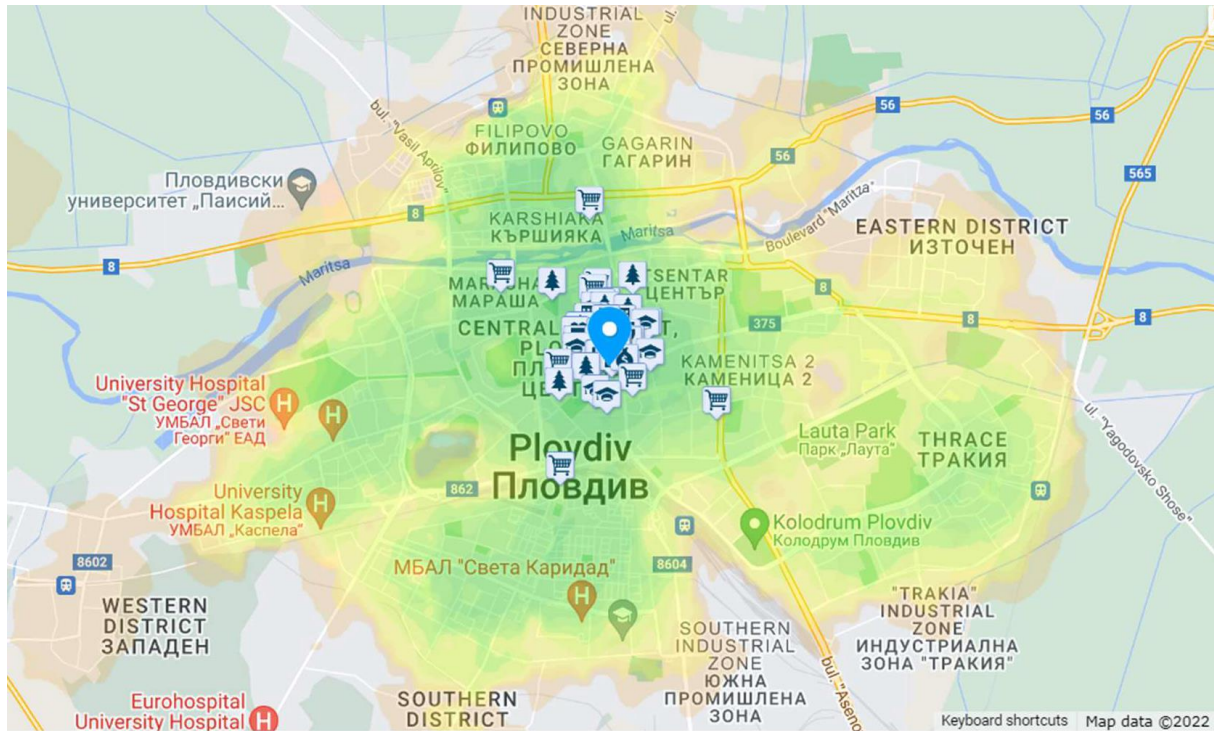 INDUSTRIAL
ZONE
СЕВЕРНА
ПРОМИШЛЕНА
ЗОНА
ul.
bul. "Vasil Aprilov"
56
56
FILIPOVO
ФИЛИПОВО
GAGARIN
ГАГАРИН
56
565
Пловдивски
университет „Паисий...
8
KARSHIAKA
КЪРШИЯКА
Maritsa
Boulevard "Maritza"
EASTERN DISTRICT
ИЗТОЧЕН
8
Maritsa
МАРАША
TSENTAR
ЦЕНТЪР
8
375
8
8
CENTRAL
KAMENITSA 2
КАМЕНИЦА 2
University Hospital
"St George" JSC
УМБАЛ „Свети
Георги" ЕАД
Lauta Park
Парк „Лаута"
THRACE
ТРАКИЯ
ul. "Yagodovsko Shose"
Plovdiv
Пловдив
862
University
Hospital Kaspela
УМБАЛ „Каспела"
Kolodrum Plovdiv
Колодрум Пловдив
8602
МБАЛ "Света Каридад"
8604
WESTERN
DISTRICT
ЗАПАДЕН
"TRAKIA"
INDUSTRIAL
ZONE
ИНДУСТРИАЛНА
ЗОНА "ТРАКИЯ"
SOUTHERN
INDUSTRIAL
ZONE
ЮЖНА
ПРОМИШЛЕНА
ЗОНА
bul. "Aseno
Eurohospital
University Hospital
SOUTHERN
DISTRICT
Keyboard shortcuts
Map data ©2022